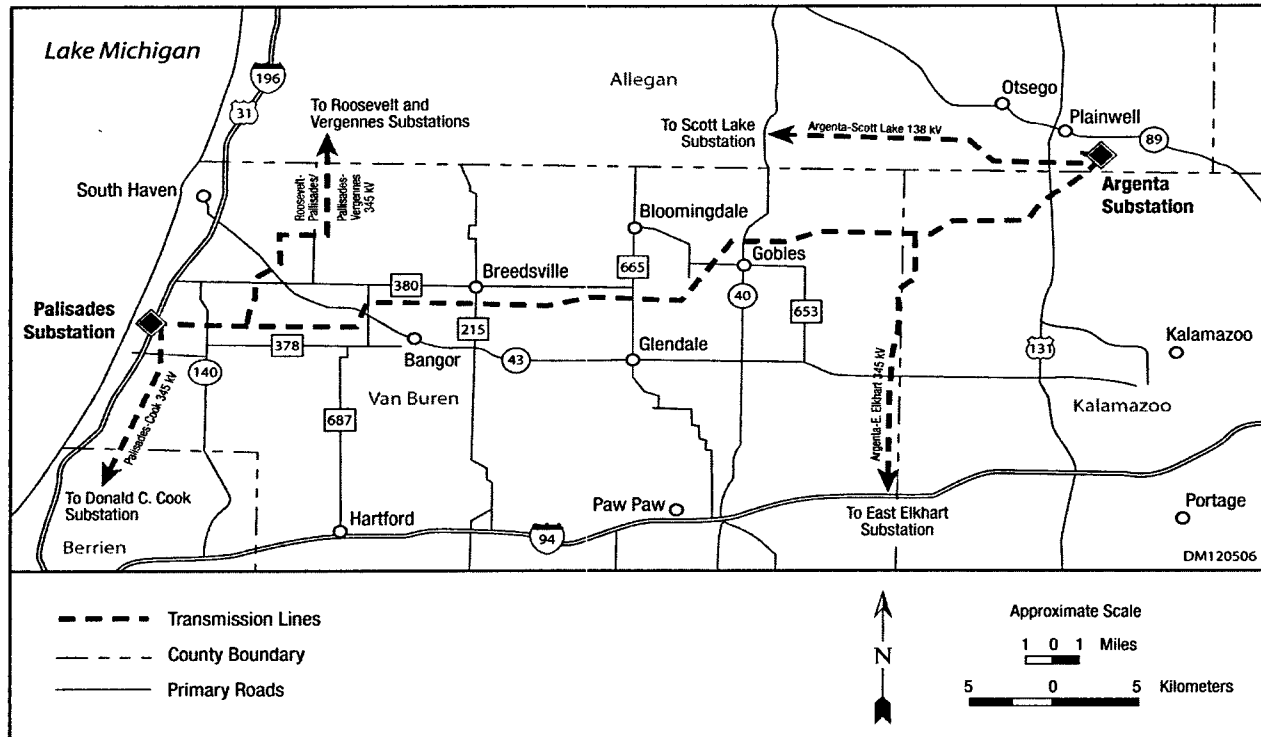 Lake Michigan
196
31
Allegan
Otsego
Plainwell
To Roosevelt and
Vergennes Substations
To Scott Lake
Substation
Argenta-Scott Lake 138 kV
89
South Haven
Roosevelt-
Pallisades/
Pallisades-
Vergennes
345 kV
Argenta
Substation
Bloomingdale
Gobles
Breedsville
380
665
40
653
Palisades
Substation
215
378
Bangor
43
Glendale
131
Kalamazoo
140
Van Buren
Kalamazoo
Palisades-Cook 345 kV
687
Argenta-E. Elkhart 345 kV
To Donald C. Cook
Substation
Paw Paw
To East Elkhart
Substation
Portage
Hartford
Berrien
94
DM120506
Transmission Lines
County Boundary
Primary Roads
N
Approximate Scale
1 0 1 Miles
5 0 5 Kilometers